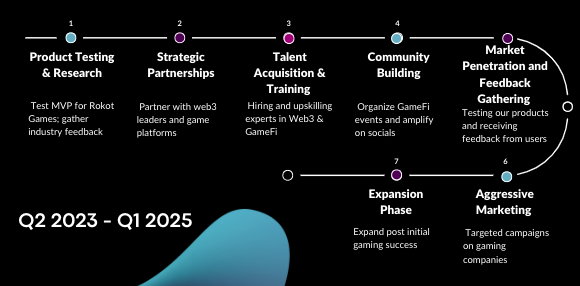 1
2
3
4
Product Testing
& Research
Test MVP for Rokot
Games; gather
industry feedback
Strategic
Partnerships
Partner with web3
leaders and game
platforms
Talent
Acquisition &
Training
Hiring and upskilling
experts in Web3 &
GameFi
Community
Building
Organize GameFi
events and amplify
on socials
Market
Penetration and
Feedback
Gathering
Testing our products
and receiving
feedback from users
6
Aggressive
Marketing
Targeted campaigns
on gaming
companies
7
Expansion
Phase
Expand post initial
gaming success
Q2 2023 - Q1 2025